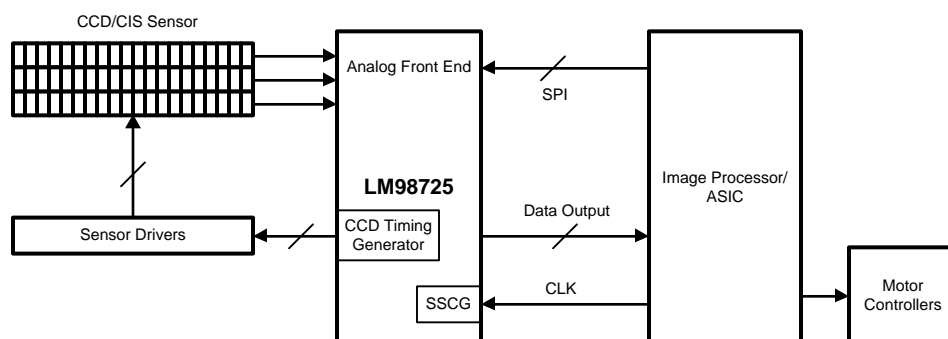 CCD/CIS Sensor
Analog Front End
SPI
LM98725
Image Processor/
ASIC
Sensor Drivers
CCD Timing
Generator
Data Output
SSCG
CLK
Motor
Controllers